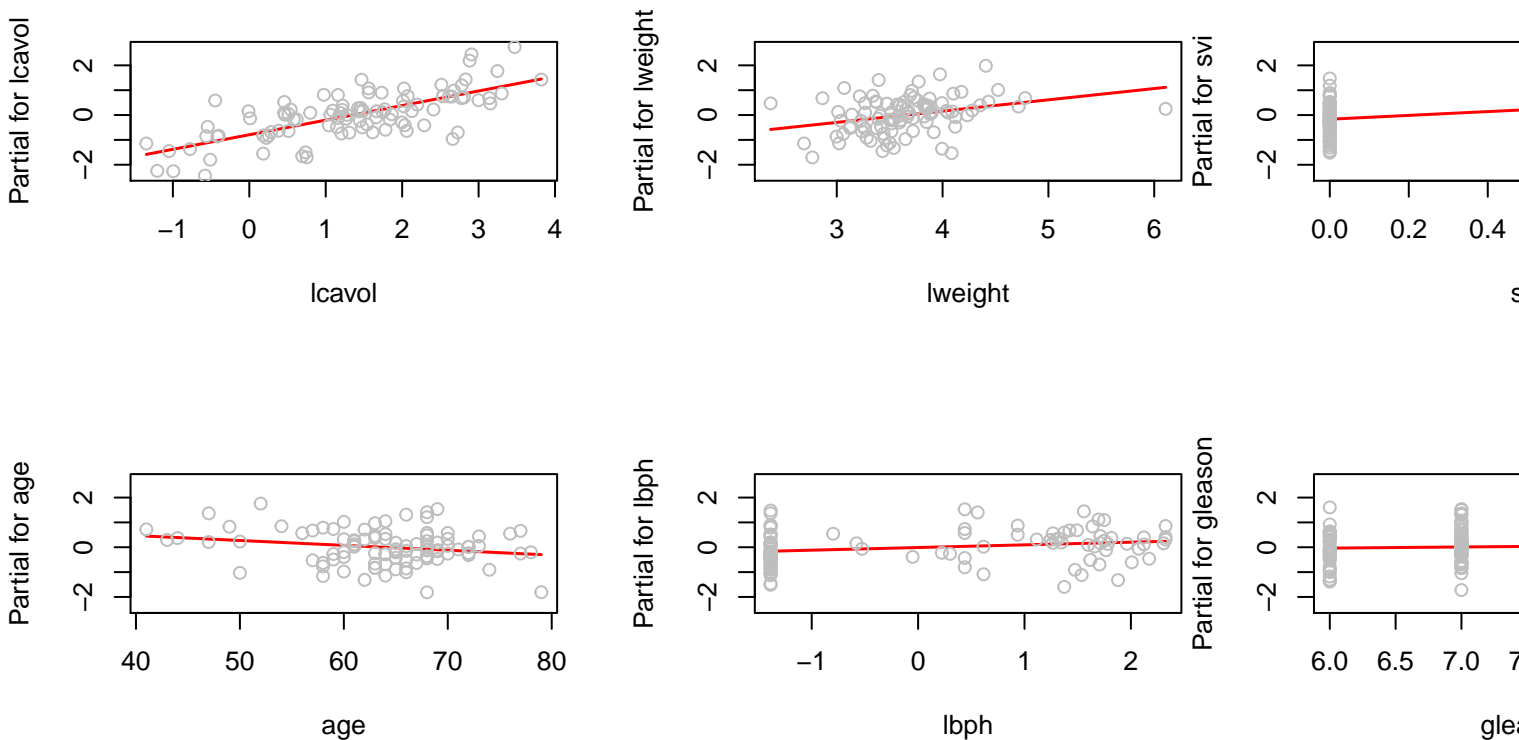 Partial for lcavol
2
0
−2
−1 0 1 2 3 4
lcavol
Partial for lweight
2
0
−2
3 4 5 6
lweight
Partial for svi
2
0
−2
0.0 0.2 0.4
s
Partial for age
2
0
−2
40 50 60 70 80
age
Partial for lbph
2
0
−2
−1 0 1 2
lbph
Partial for gleason
2
0
−2
6.0 6.5 7.0 7
glea